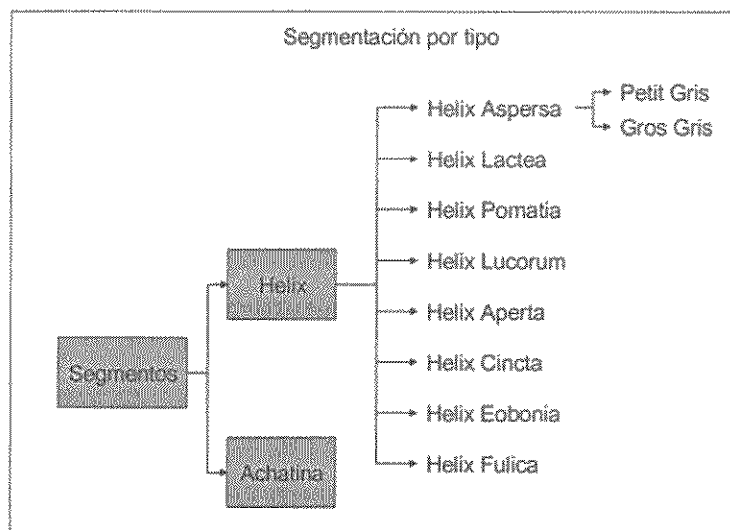 Segmentación por tipo
Petit Gris
Helix Aspersa
Gros Gris
Helix Lactea
Helix Pomatia
Helix Lucorum
Helix
Helix Aperta
Helix Cincta
Segmentos
Helix Eobonia
Achatina
Helix Fulica